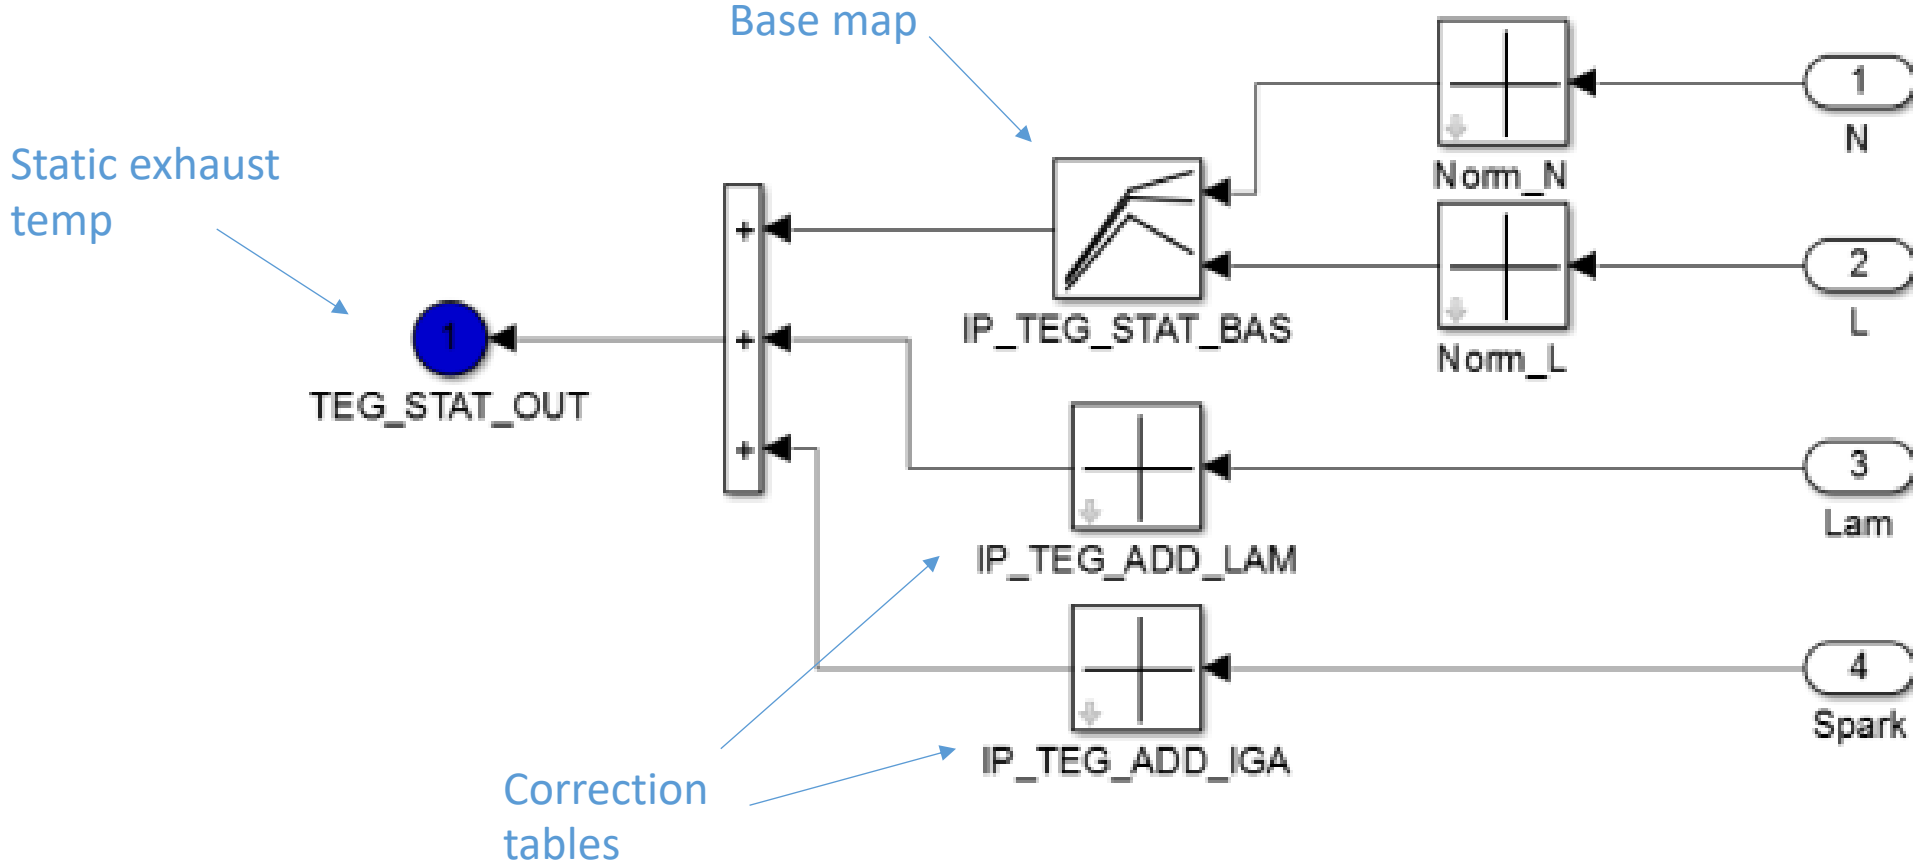 Base map
1
N
Norm_N
Static exhaust
temp
+
IP_TEG_STAT_BAS
2
L
Norm_L
1
TEG_STAT_OUT
+
3
Lam
IP_TEG_ADD_LAM
+
4
Spark
IP_TEG_ADD_IGA
Correction
tables